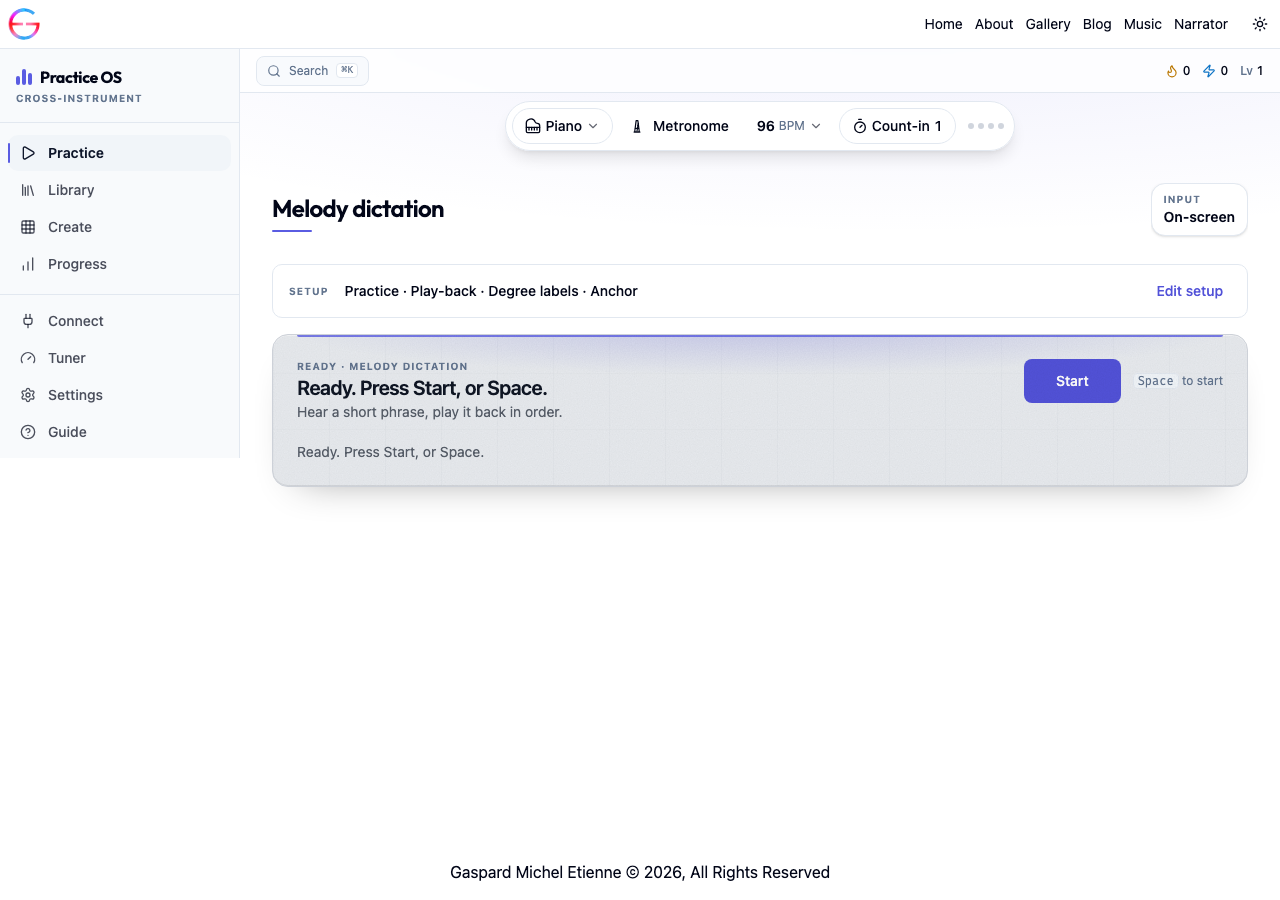 Home About Gallery Blog Music Narrator
Practice OS
CROSS-INSTRUMENT
Search ⌘K
0 0 Lv 1
Practice
Library
Create
Progress
Connect
Tuner
Settings
Guide
Piano Metronome 96 BPM Count-in 1
Melody dictation
INPUT
On-screen
SETUP Practice · Play-back · Degree labels · Anchor Edit setup
READY · MELODY DICTATION
Ready. Press Start, or Space.
Hear a short phrase, play it back in order.
Start Space to start
Ready. Press Start, or Space.
Gaspard Michel Etienne © 2026, All Rights Reserved